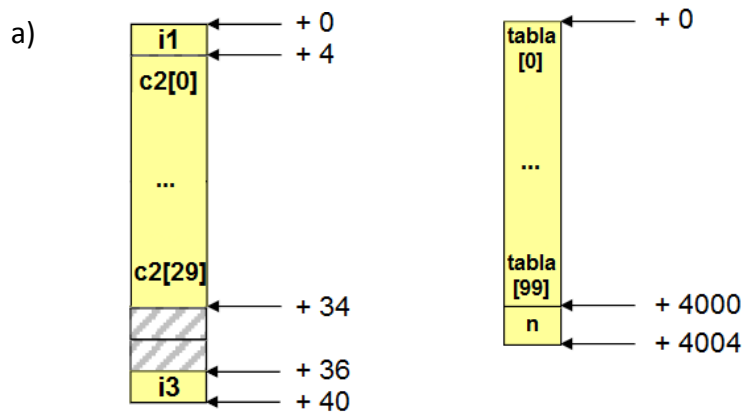 a)
i1
c2[0]
...
c2[29]
i3
+ 0
+ 4
+ 34
+ 36
+ 40
tabla
[0]
...
tabla
[99]
n
+ 0
+ 4000
+ 4004